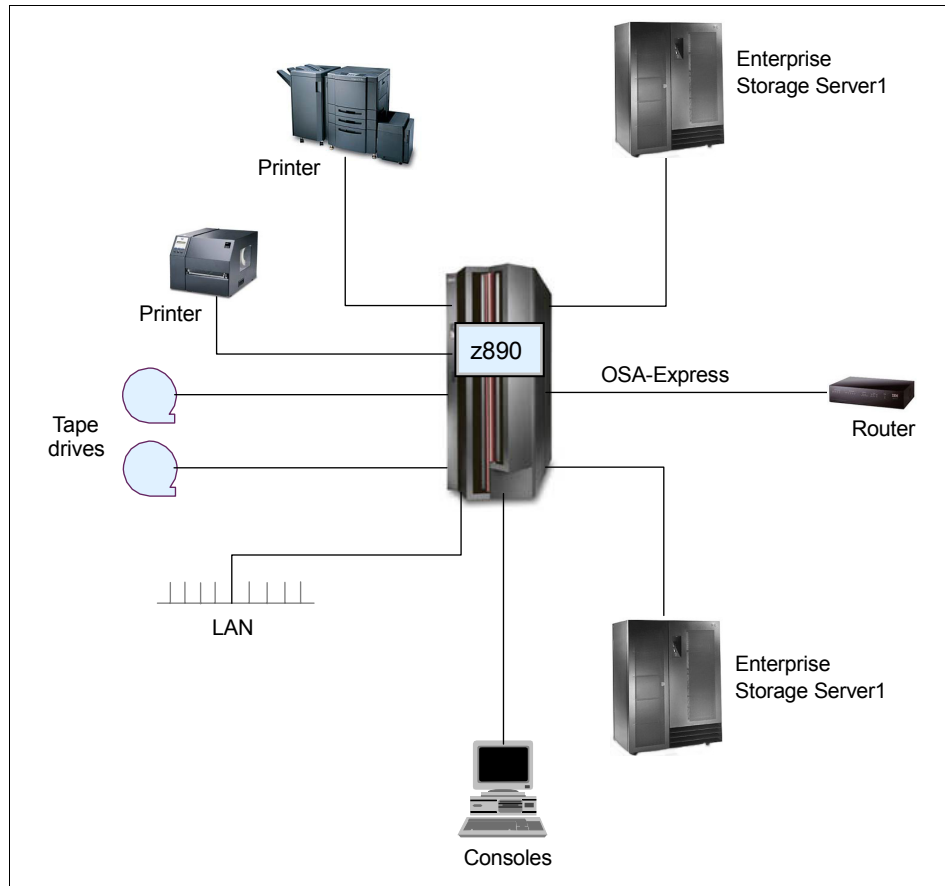 Enterprise
Storage Server1
Printer
Printer
z890
OSA-Express
Router
Tape
drives
LAN
Enterprise
Storage Server1
Consoles